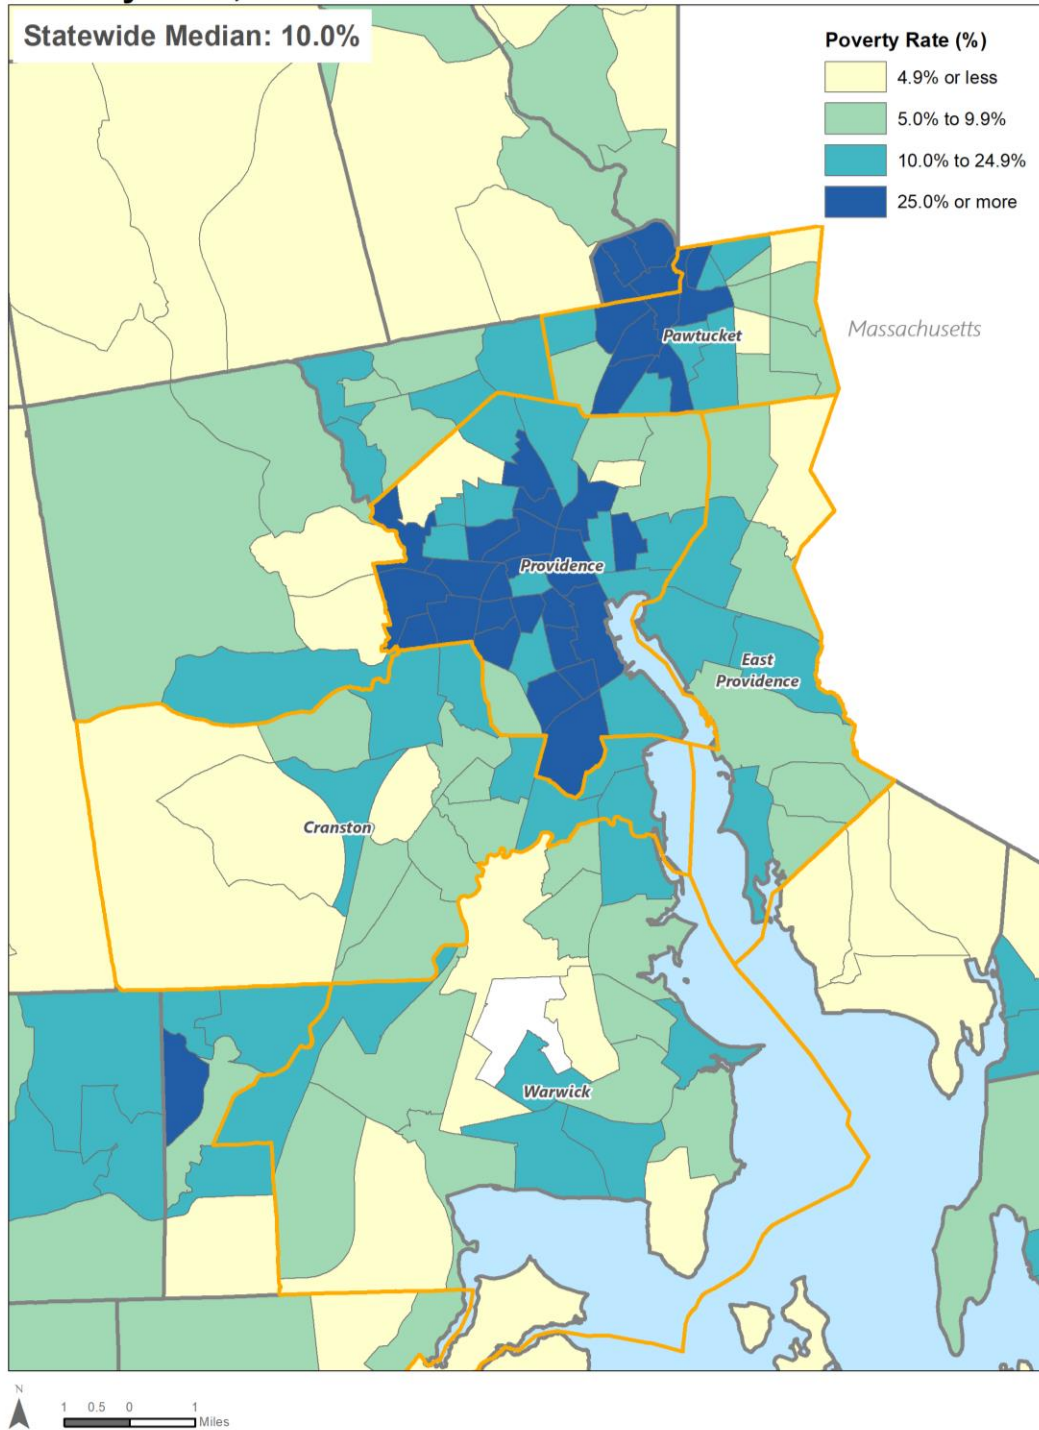 Statewide Median: 10.0%
Poverty Rate (%)
4.9% or less
5.0% to 9.9%
10.0% to 24.9%
25.0% or more
Massachusetts
Pawtucket
Providence
East
Providence
Cranston
Warwick
N
1 0.5 0 1
Miles